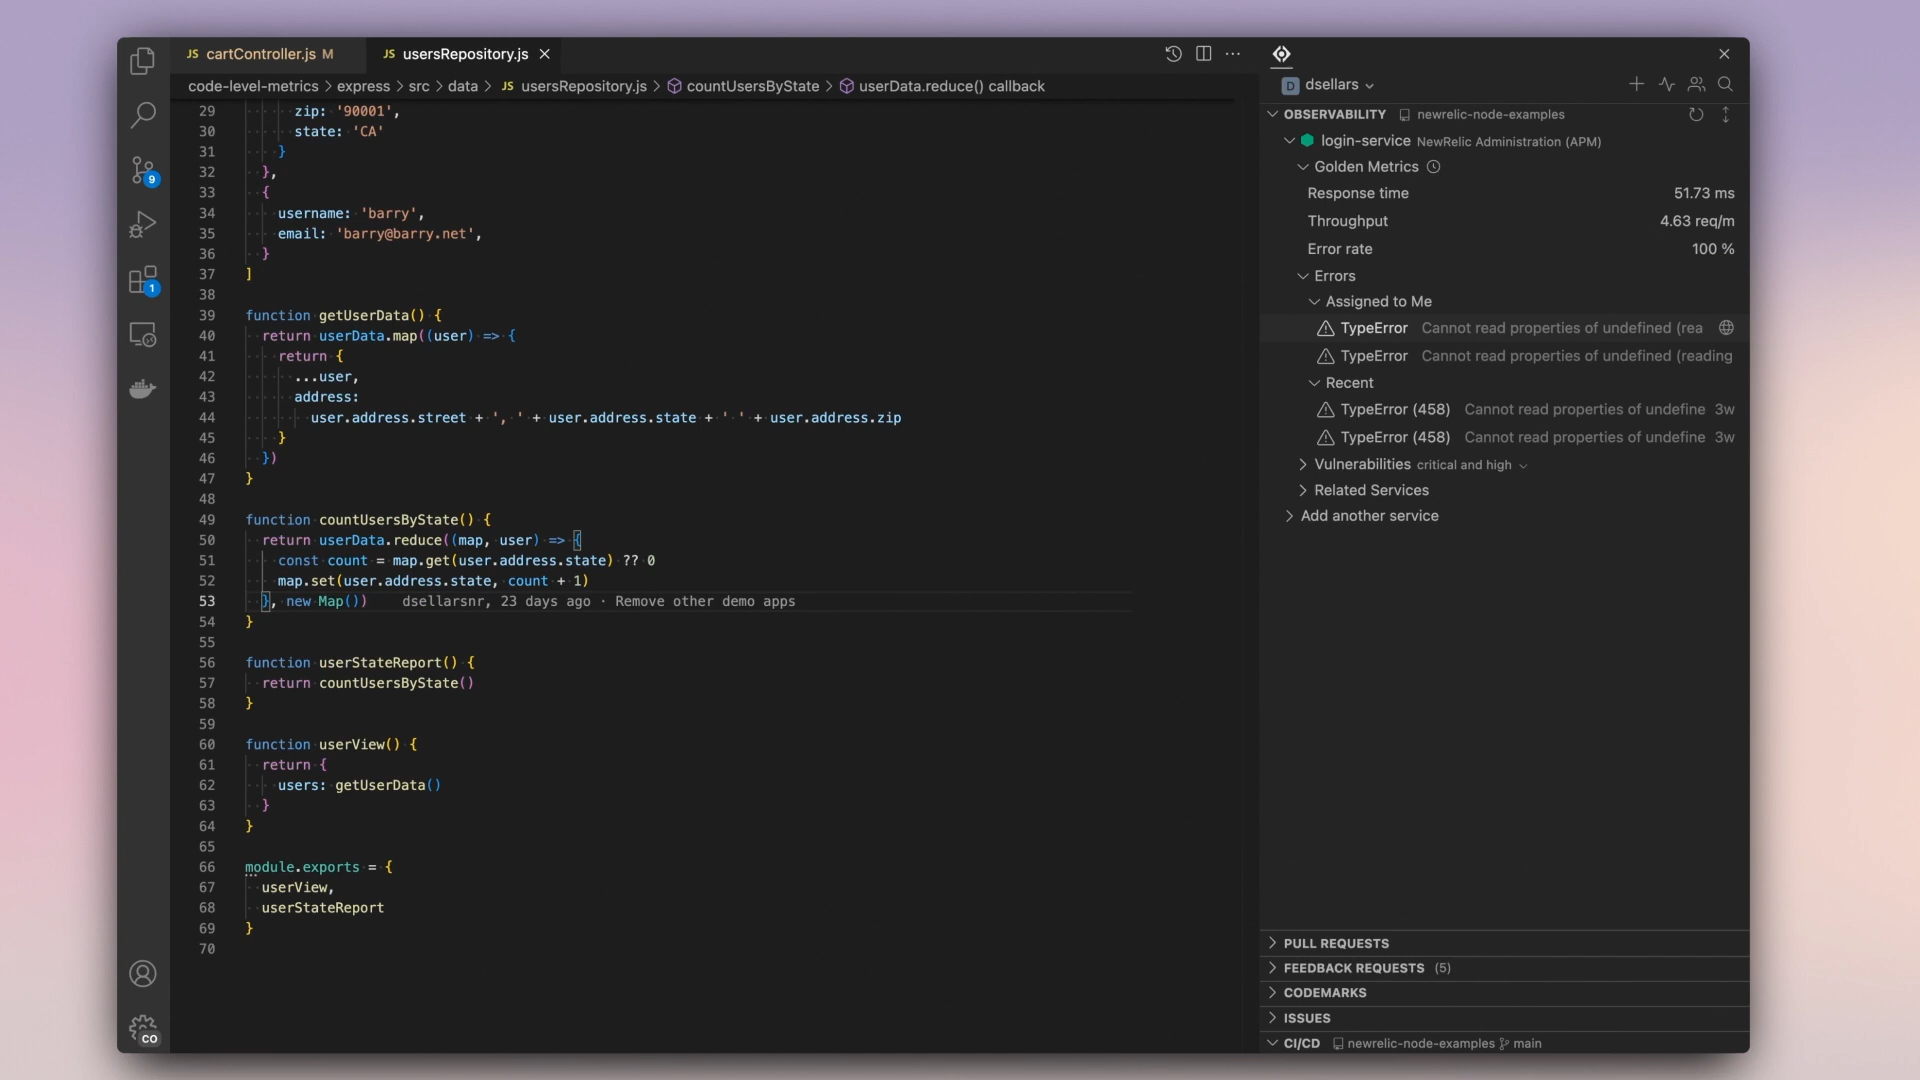 JS cartController.js M
JS usersRepository.js
code-level-metrics > express > src > data > JS usersRepository.js > countUsersByState > userData.reduce() callback
29 zip: '90001',
30 state: 'CA'
31 }
32 },
33 {
34 username: 'barry',
35 email: 'barry@barry.net',
36 }
37 ]
38
39 function getUserData() {
40 return userData.map((user) => {
41 return {
42 ...user,
43 address:
44 user.address.street + ', ' + user.address.state + ' ' + user.address.zip
45 }
46 })
47 }
48
49 function countUsersByState() {
50 return userData.reduce((map, user) => {
51 const count = map.get(user.address.state) ?? 0
52 map.set(user.address.state, count + 1)
53 }, new Map()) dsellarsnr, 23 days ago · Remove other demo apps
54 }
55
56 function userStateReport() {
57 return countUsersByState()
58 }
59
60 function userView() {
61 return {
62 users: getUserData()
63 }
64 }
65
66 module.exports = {
67 userView,
68 userStateReport
69 }
70
9
1
CO
D dsellars
OBSERVABILITY newrelic-node-examples
login-service NewRelic Administration (APM)
Golden Metrics
Response time 51.73 ms
Throughput 4.63 req/m
Error rate 100 %
Errors
Assigned to Me
TypeError Cannot read properties of undefined (rea
TypeError Cannot read properties of undefined (reading
Recent
TypeError (458) Cannot read properties of undefine 3w
TypeError (458) Cannot read properties of undefine 3w
Vulnerabilities critical and high
Related Services
Add another service
PULL REQUESTS
FEEDBACK REQUESTS (5)
CODEMARKS
ISSUES
CI/CD newrelic-node-examples main